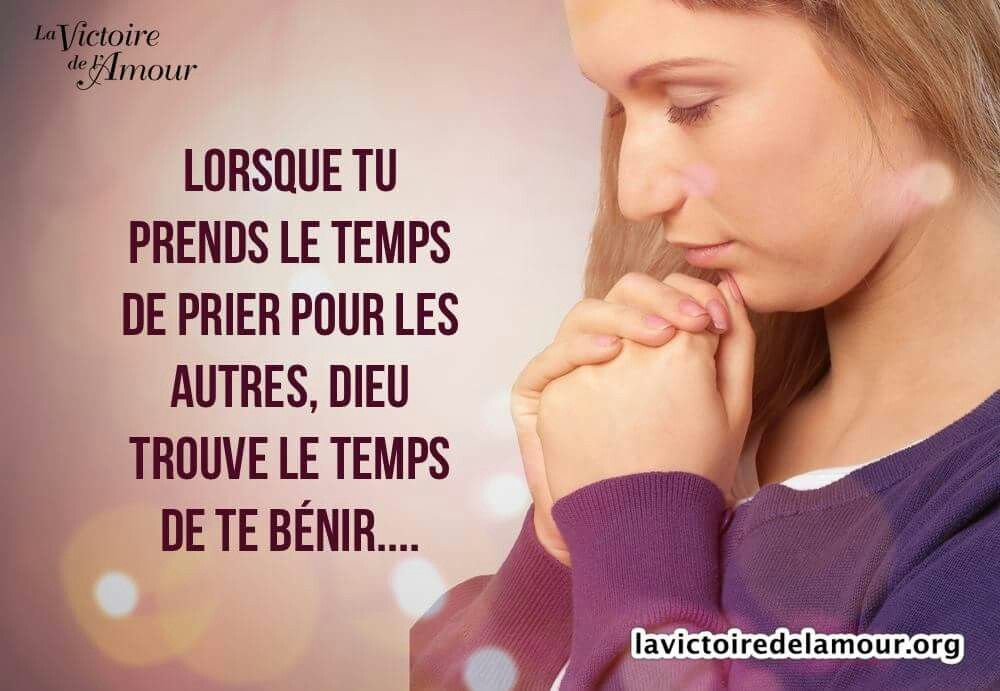 La Victoire
de l'Amour
LORSQUE TU
PRENDS LE TEMPS
DE PRIER POUR LES
AUTRES, DIEU
TROUVE LE TEMPS
DE TE BÉNIR....
lavictoiredelamour.org